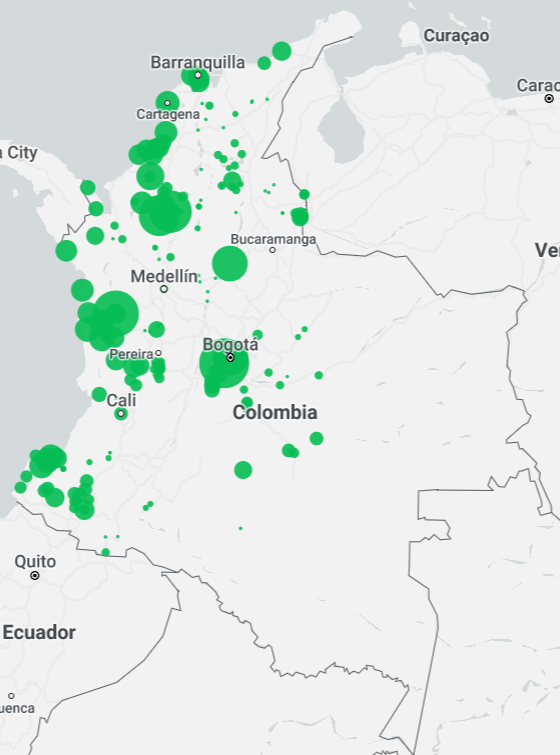 Curaçao
Barranquilla
Carac
Cartagena
a City
Bucaramanga
Ve
Medellín
Bogotá
Pereira
Cali
Colombia
Quito
Ecuador
uenca